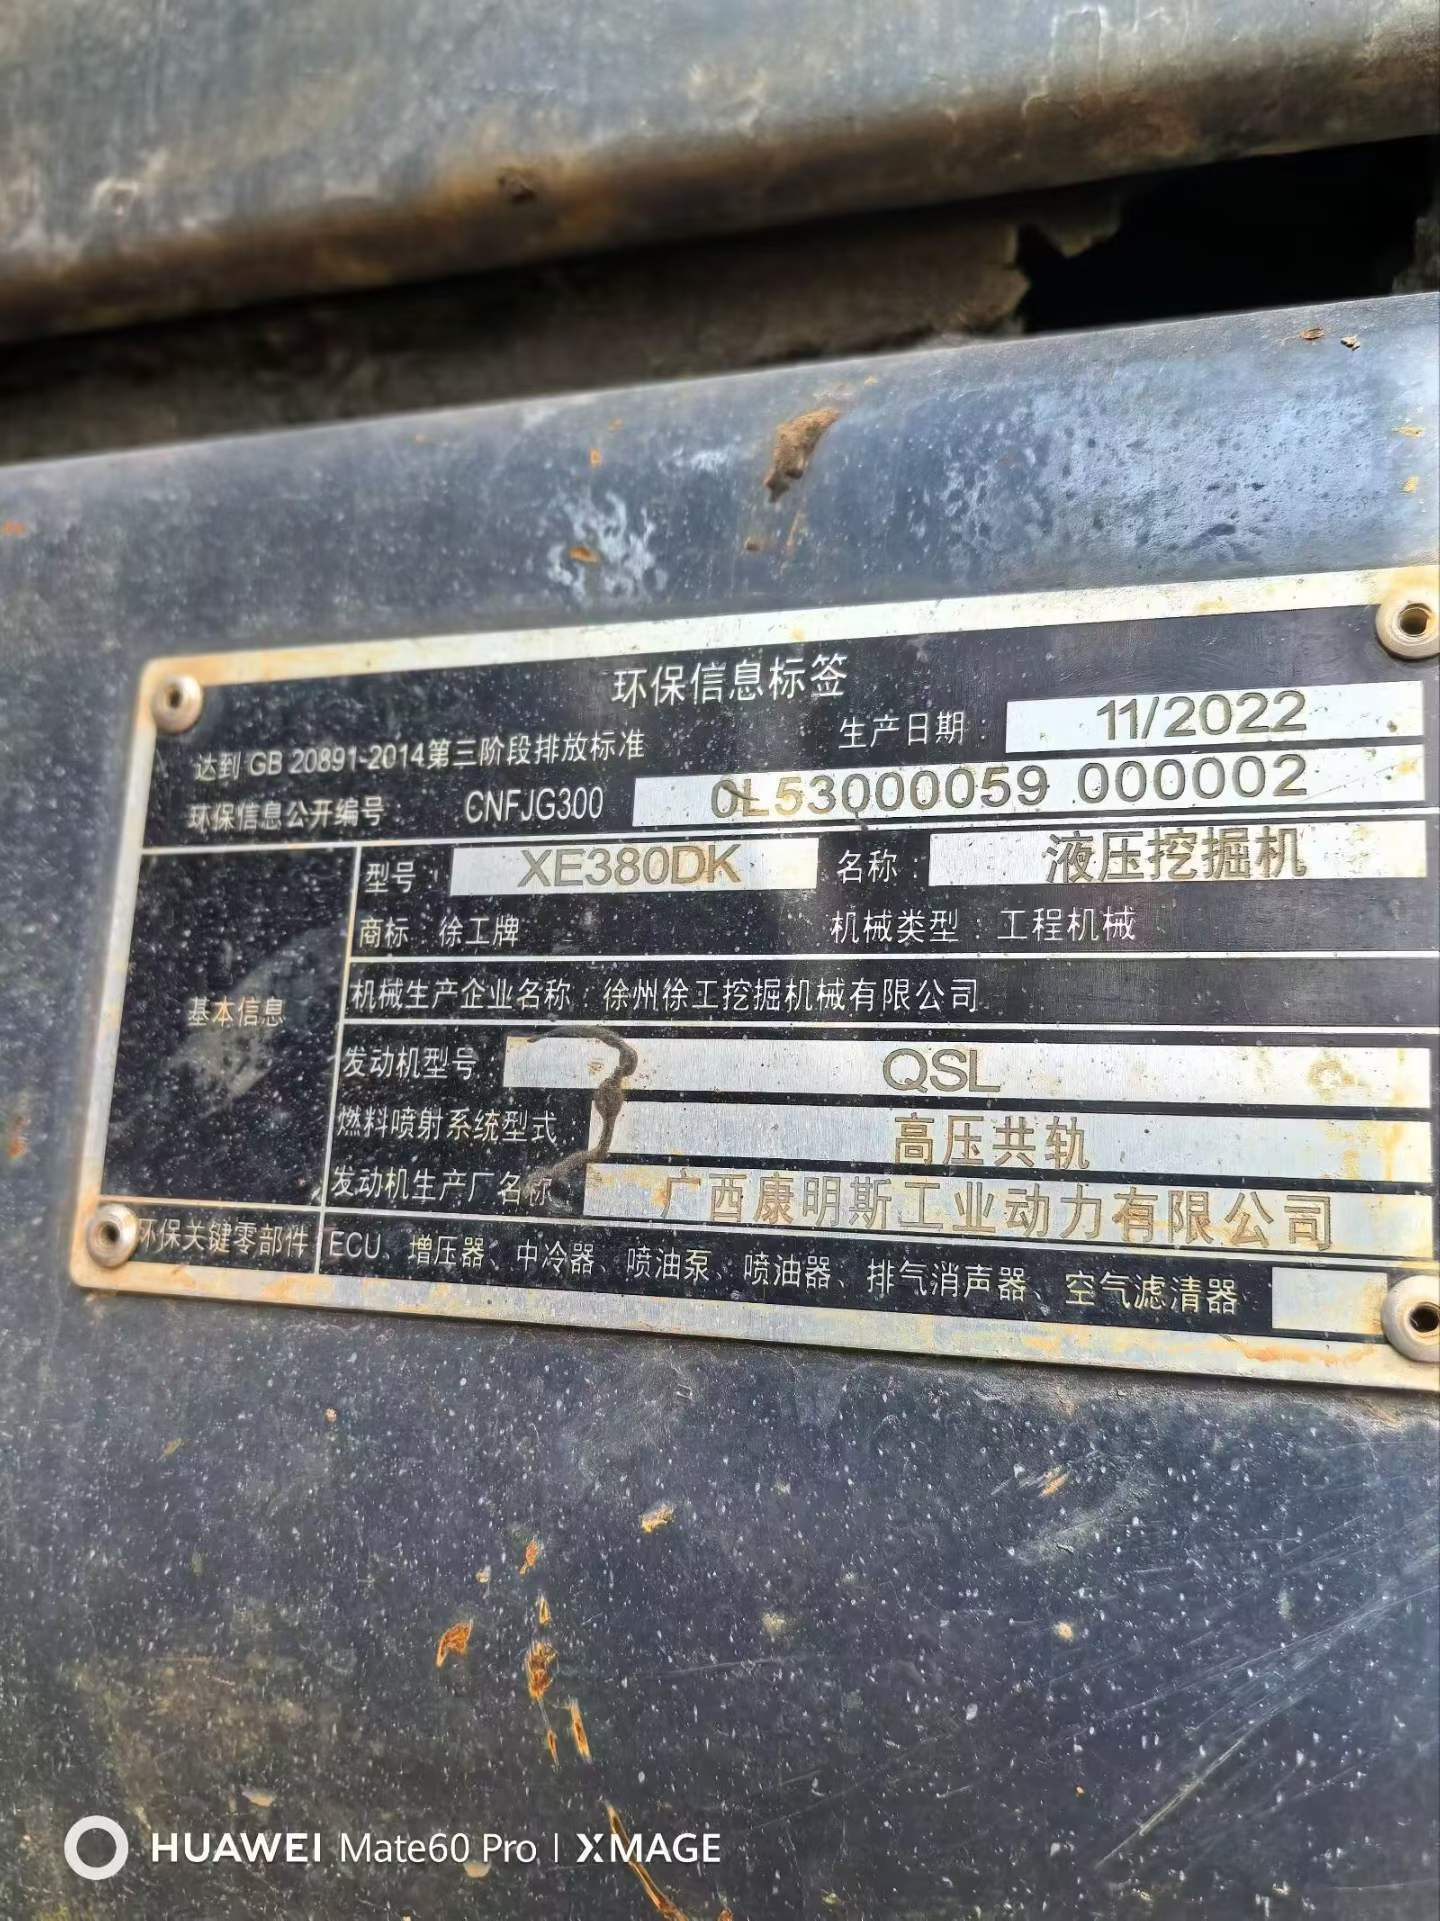 环保信息标签
达到 GB 20891-2014第三阶段排放标准 生产日期： 11/2022
环保信息公开编号 CNFJG300 0L53000059 000002
基本信息
型号： XE380DK 名称： 液压挖掘机
商标： 徐工牌 机械类型： 工程机械
机械生产企业名称：徐州徐工挖掘机械有限公司
发动机型号 QSL
燃料喷射系统型式 高压共轨
发动机生产厂名称 广西康明斯工业动力有限公司
环保关键零部件 ECU、增压器、中冷器、喷油泵、喷油器、排气消声器、空气滤清器
HUAWEI Mate60 Pro | XMAGE